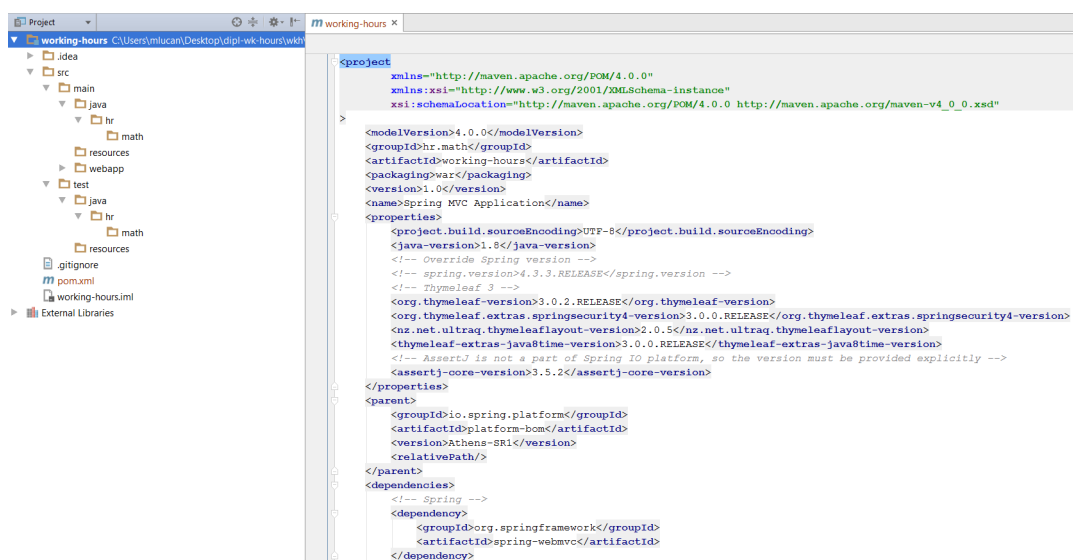 Project
working-hours C:\Users\mlucan\Desktop\dipl-wk-hours\wkh\
.idea
src
main
java
hr
math
resources
webapp
test
java
hr
math
resources
.gitignore
pom.xml
working-hours.iml
External Libraries
working-hours
<project
xmlns="http://maven.apache.org/POM/4.0.0"
xmlns:xsi="http://www.w3.org/2001/XMLSchema-instance"
xsi:schemaLocation="http://maven.apache.org/POM/4.0.0 http://maven.apache.org/maven-v4_0_0.xsd"
>
<modelVersion>4.0.0</modelVersion>
<groupId>hr.math</groupId>
<artifactId>working-hours</artifactId>
<packaging>war</packaging>
<version>1.0</version>
<name>Spring MVC Application</name>
<properties>
<project.build.sourceEncoding>UTF-8</project.build.sourceEncoding>
<java-version>1.8</java-version>
<!-- Override Spring version -->
<!-- spring.version>4.3.3.RELEASE</spring.version -->
<!-- Thymeleaf 3 -->
<org.thymeleaf-version>3.0.2.RELEASE</org.thymeleaf-version>
<org.thymeleaf.extras.springsecurity4-version>3.0.0.RELEASE</org.thymeleaf.extras.springsecurity4-version>
<nz.net.ultraq.thymeleaflayout-version>2.0.5</nz.net.ultraq.thymeleaflayout-version>
<thymeleaf-extras-java8time-version>3.0.0.RELEASE</thymeleaf-extras-java8time-version>
<!-- AssertJ is not a part of Spring IO platform, so the version must be provided explicitly -->
<assertj-core-version>3.5.2</assertj-core-version>
</properties>
<parent>
<groupId>io.spring.platform</groupId>
<artifactId>platform-bom</artifactId>
<version>Athens-SR1</version>
<relativePath/>
</parent>
<dependencies>
<!-- Spring -->
<dependency>
<groupId>org.springframework</groupId>
<artifactId>spring-webmvc</artifactId>
</dependency>